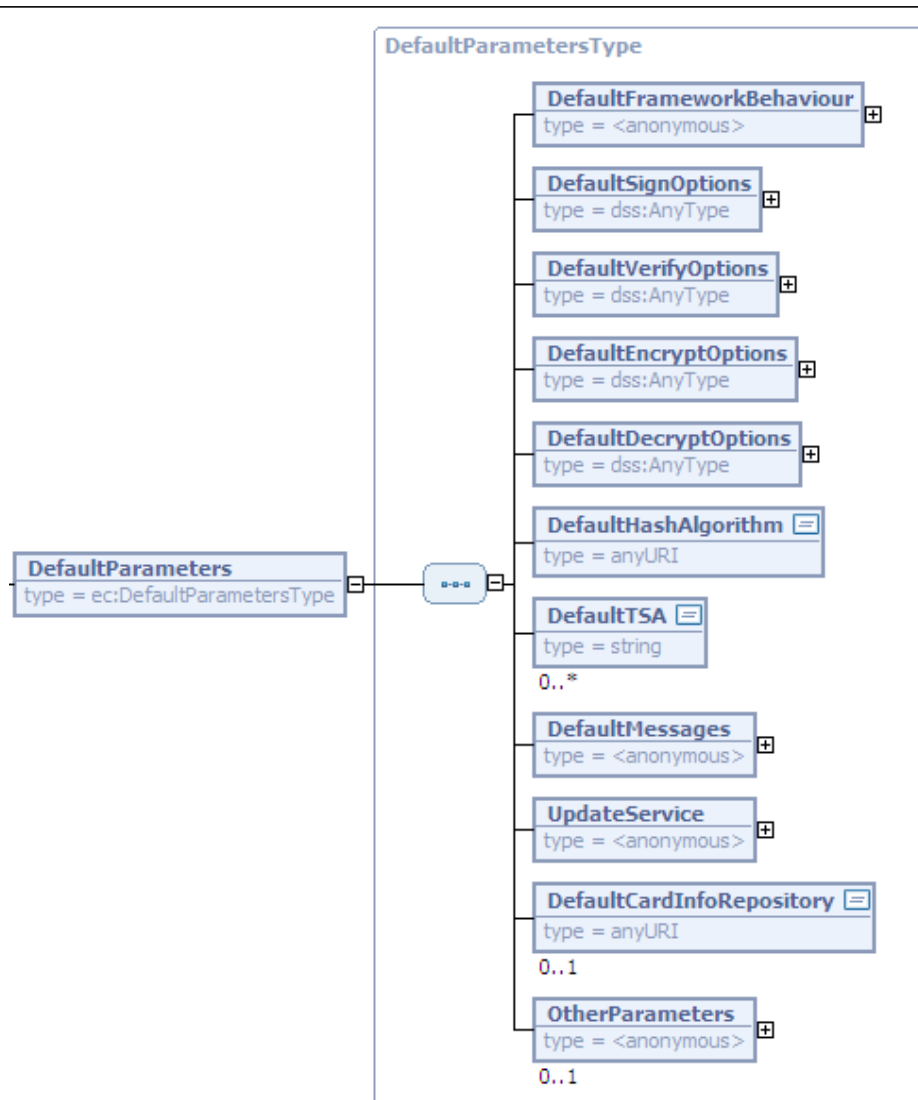 DefaultParametersType
DefaultFrameworkBehaviour
type = <anonymous>
DefaultSignOptions
type = dss:AnyType
DefaultVerifyOptions
type = dss:AnyType
DefaultEncryptOptions
type = dss:AnyType
DefaultDecryptOptions
type = dss:AnyType
DefaultHashAlgorithm
type = anyURI
DefaultParameters
type = ec:DefaultParametersType
DefaultTSA
type = string
0..*
DefaultMessages
type = <anonymous>
UpdateService
type = <anonymous>
DefaultCardInfoRepository
type = anyURI
0..1
OtherParameters
type = <anonymous>
0..1